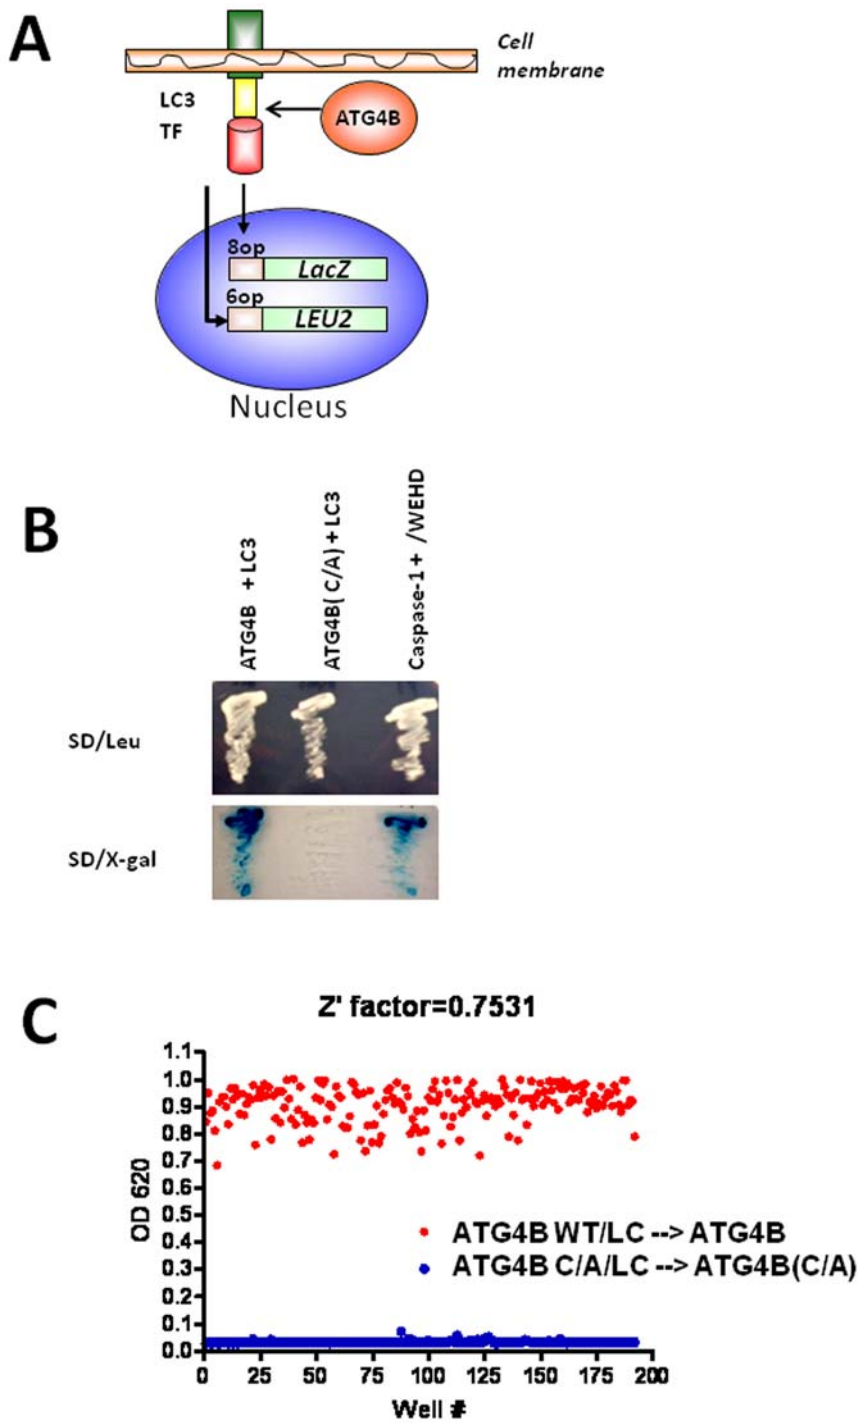 A
Cell
membrane
LC3
TF
ATG4B
8op
LacZ
6op
LEU2
Nucleus
B
ATG4B + LC3
ATG4B( C/A) + LC3
Caspase-1 + /WEHD
SD/Leu
SD/X-gal
C
Z' factor=0.7531
1.1
1.0
0.9
0.8
0.7
0.6
0.5
0.4
0.3
0.2
0.1
0.0
OD 620
ATG4B WT/LC --> ATG4B
ATG4B C/A/LC --> ATG4B(C/A)
0 25 50 75 100 125 150 175 200
Well #